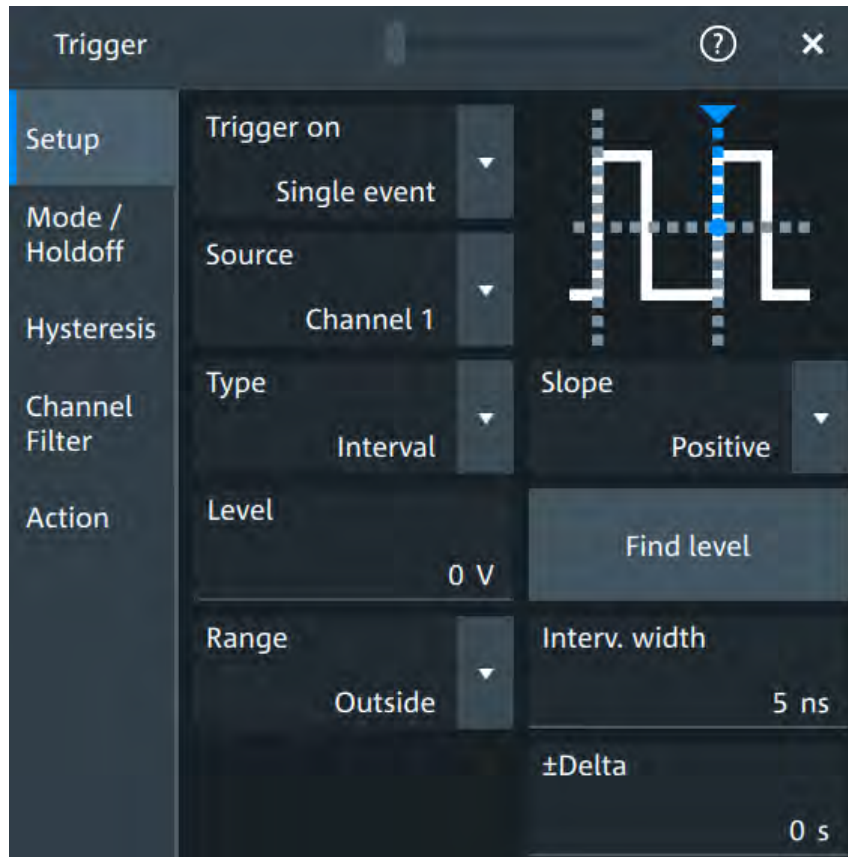 Trigger
?
×
Setup
Mode /
Holdoff
Hysteresis
Channel
Filter
Action
Trigger on
Single event
Source
Channel 1
Type
Interval
Slope
Positive
Level
0 V
Find level
Range
Outside
Interv. width
5 ns
±Delta
0 s